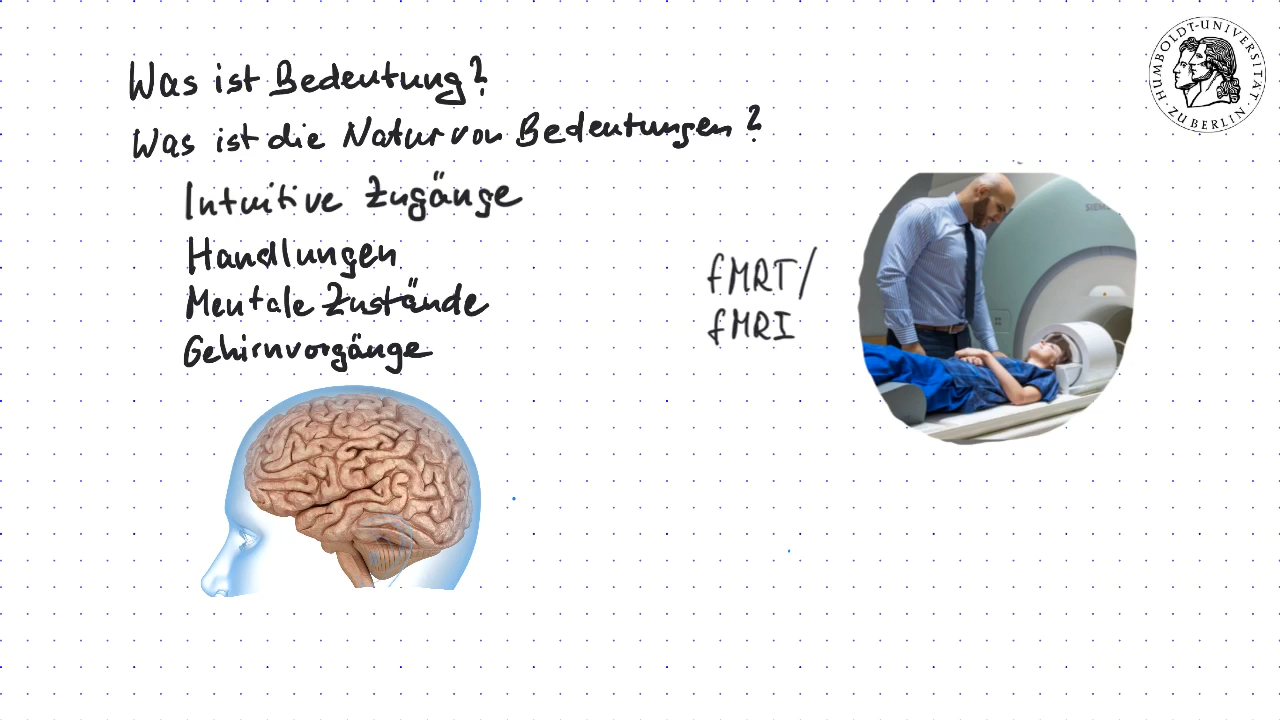 Was ist Bedeutung?
Was ist die Natur von Bedeutungen?
Intuitive Zugänge
Handlungen
Mentale Zustände
Gehirnvorgänge
fMRT/
fMRI
HUMBOLDT-UNIVERSITÄT ZU BERLIN